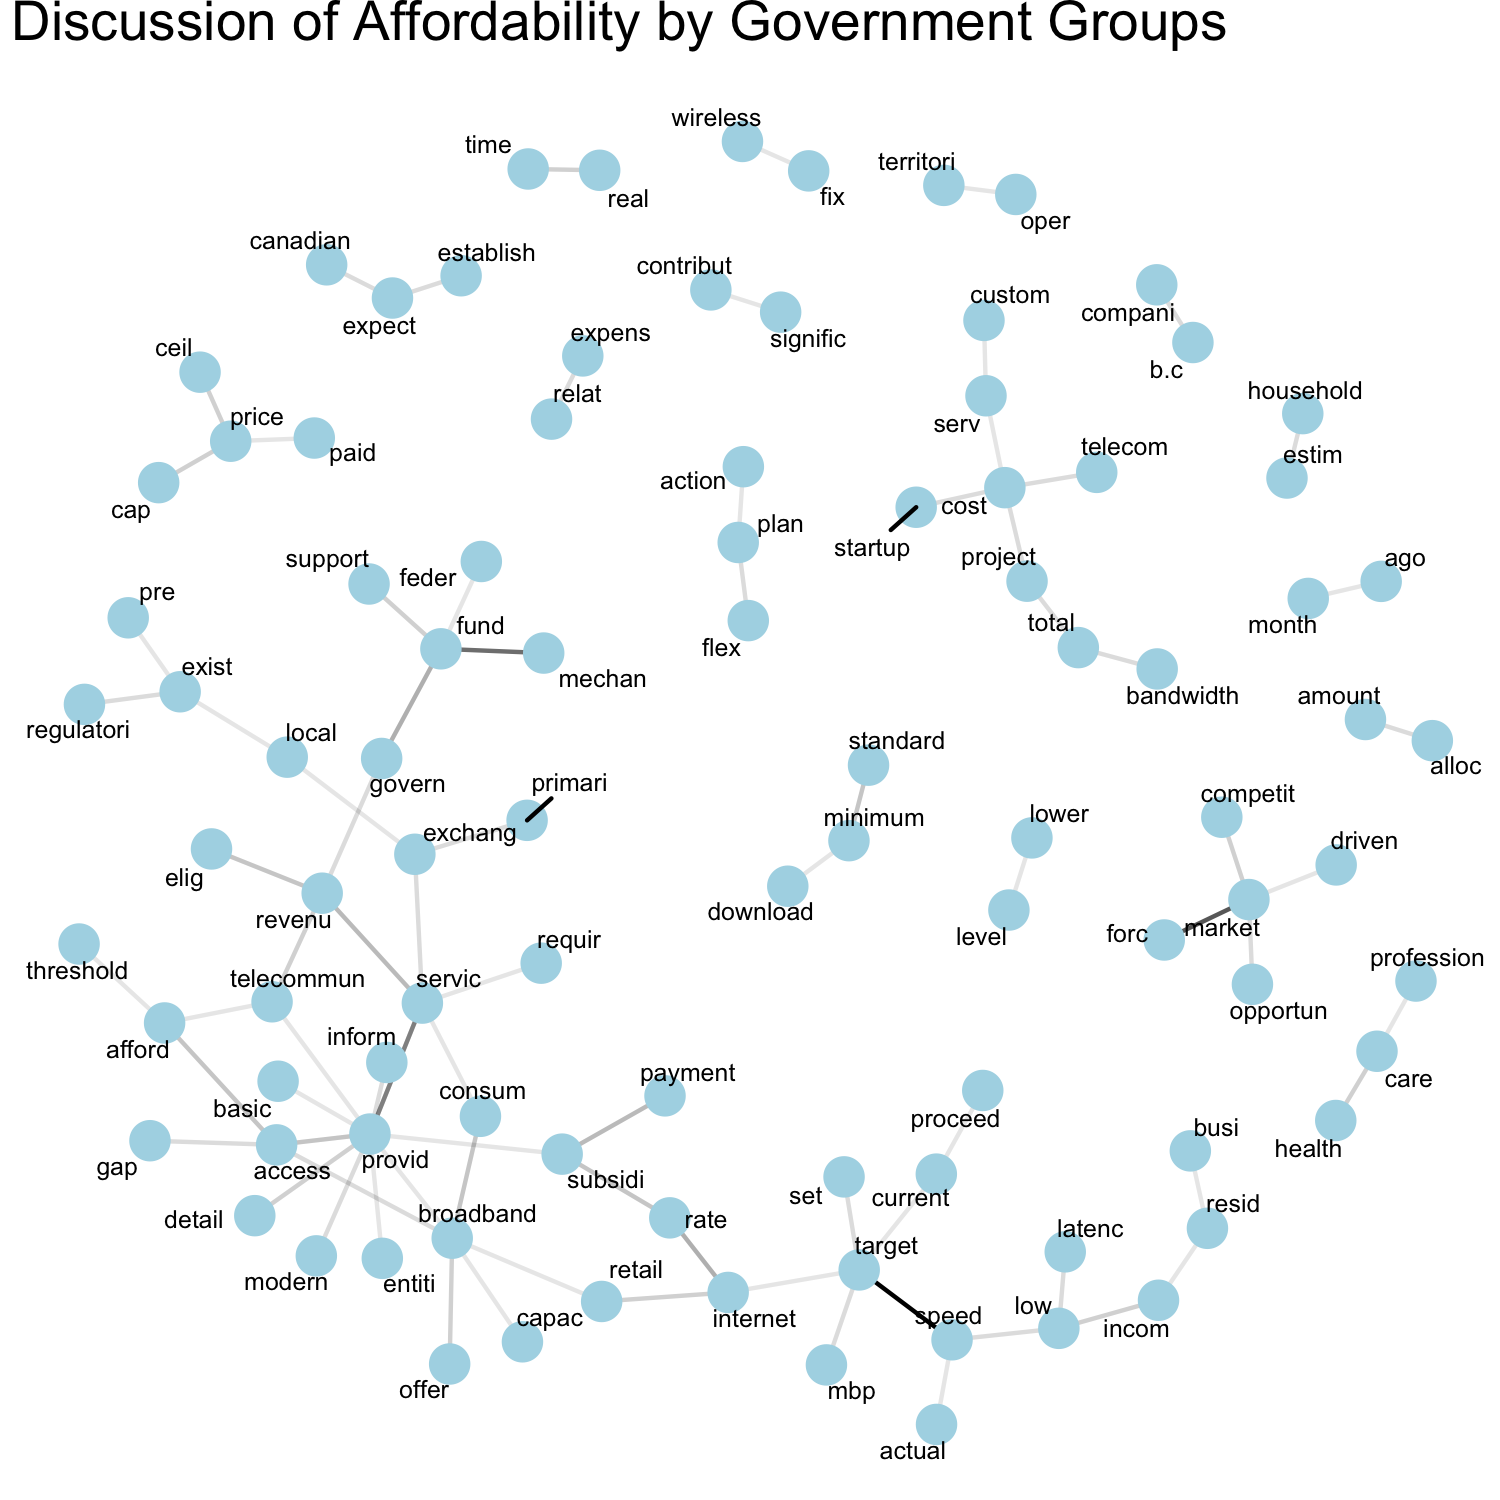 Discussion of Affordability by Government Groups
wireless
time
territori
real
fix
oper
canadian
establish
contribut
custom
compani
expect
expens
signific
ceil
b.c
relat
household
price
serv
paid
telecom
estim
action
cap
cost
plan
startup
support
feder
project
ago
pre
fund
total
month
flex
exist
mechan
bandwidth
amount
regulatori
local
standard
alloc
govern
primari
competit
exchang
minimum
lower
driven
elig
revenu
download
level
forc
market
requir
profession
threshold
telecommun
servic
opportun
inform
afford
payment
care
basic
consum
proceed
busi
health
gap
access
provid
subsidi
set
current
resid
detail
broadband
rate
latenc
target
modern
entiti
retail
low
capac
internet
speed
incom
offer
mbp
actual